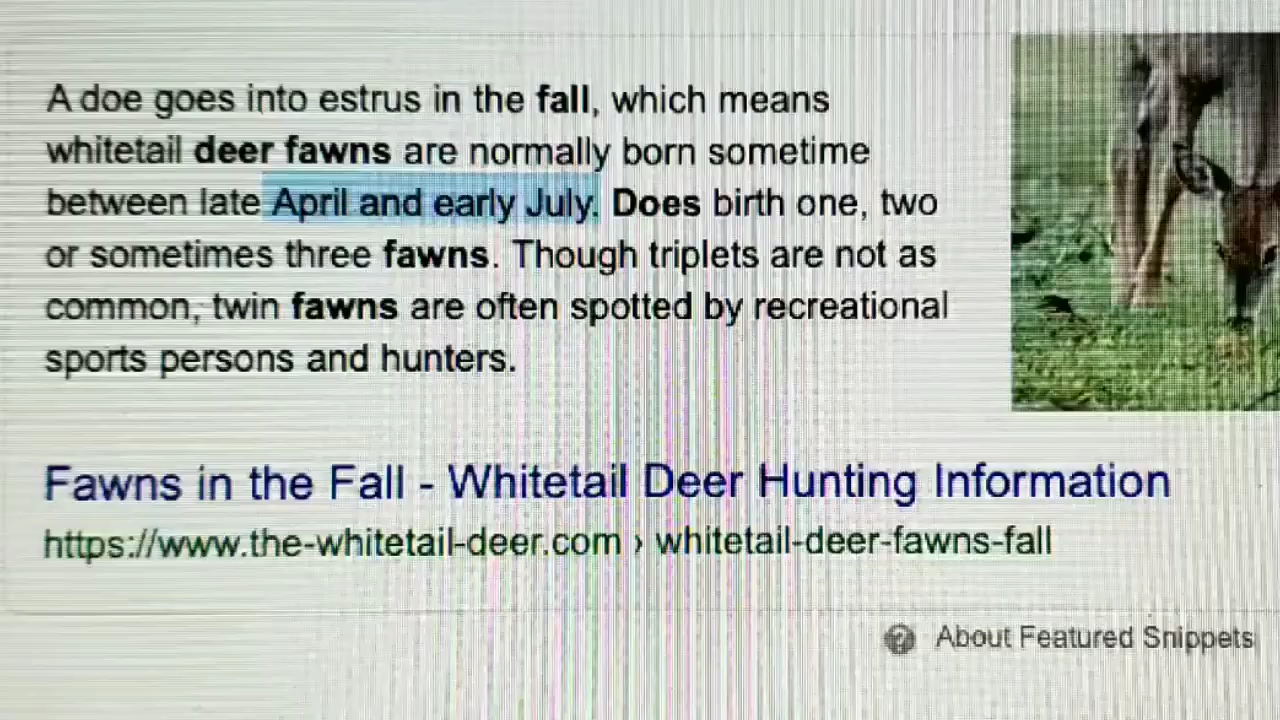 A doe goes into estrus in the fall, which means
whitetail deer fawns are normally born sometime
between late April and early July. Does birth one, two
or sometimes three fawns. Though triplets are not as
common, twin fawns are often spotted by recreational
sports persons and hunters.
Fawns in the Fall - Whitetail Deer Hunting Information
https://www.the-whitetail-deer.com › whitetail-deer-fawns-fall
? About Featured Snippets